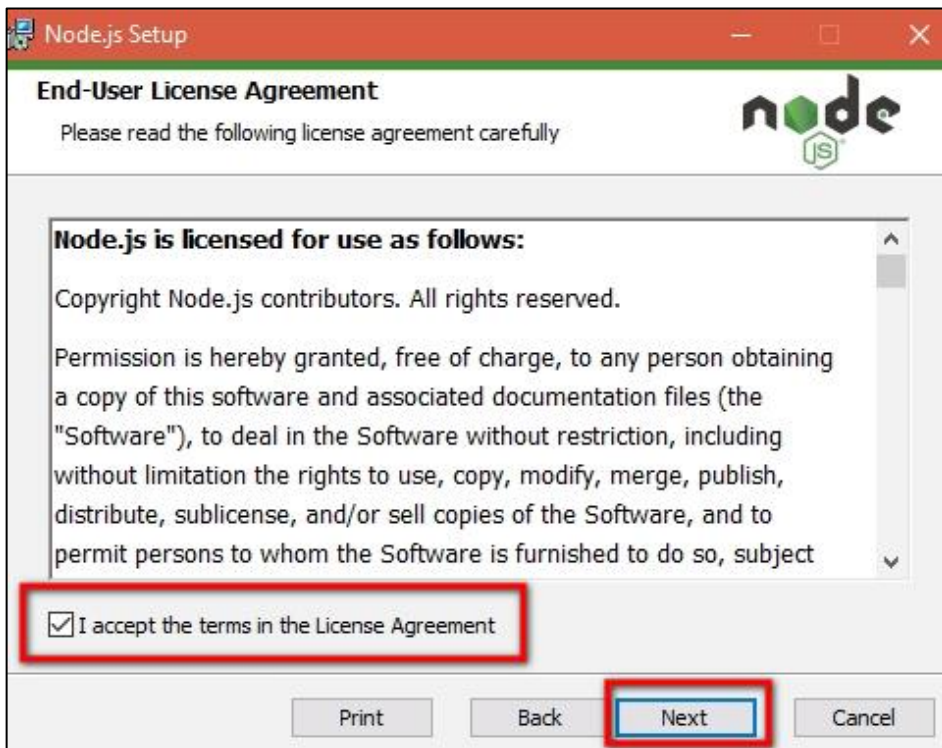 Node.js Setup
End-User License Agreement
Please read the following license agreement carefully
node
JS
Node.js is licensed for use as follows:
Copyright Node.js contributors. All rights reserved.
Permission is hereby granted, free of charge, to any person obtaining
a copy of this software and associated documentation files (the
"Software"), to deal in the Software without restriction, including
without limitation the rights to use, copy, modify, merge, publish,
distribute, sublicense, and/or sell copies of the Software, and to
permit persons to whom the Software is furnished to do so, subject
I accept the terms in the License Agreement
Print Back Next Cancel